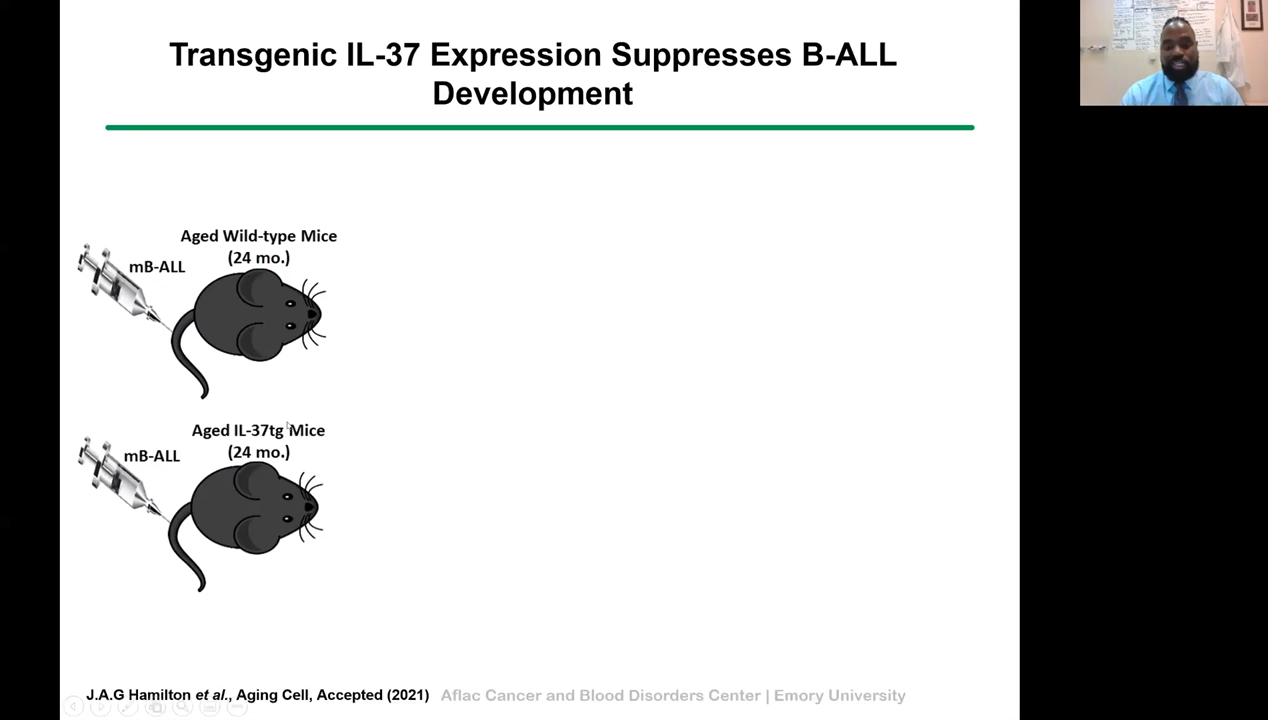 Transgenic IL-37 Expression Suppresses B-ALL
Development
Aged Wild-type Mice
(24 mo.)
mB-ALL
Aged IL-37tg Mice
(24 mo.)
mB-ALL
J.A.G Hamilton et al., Aging Cell, Accepted (2021)
Aflac Cancer and Blood Disorders Center | Emory University